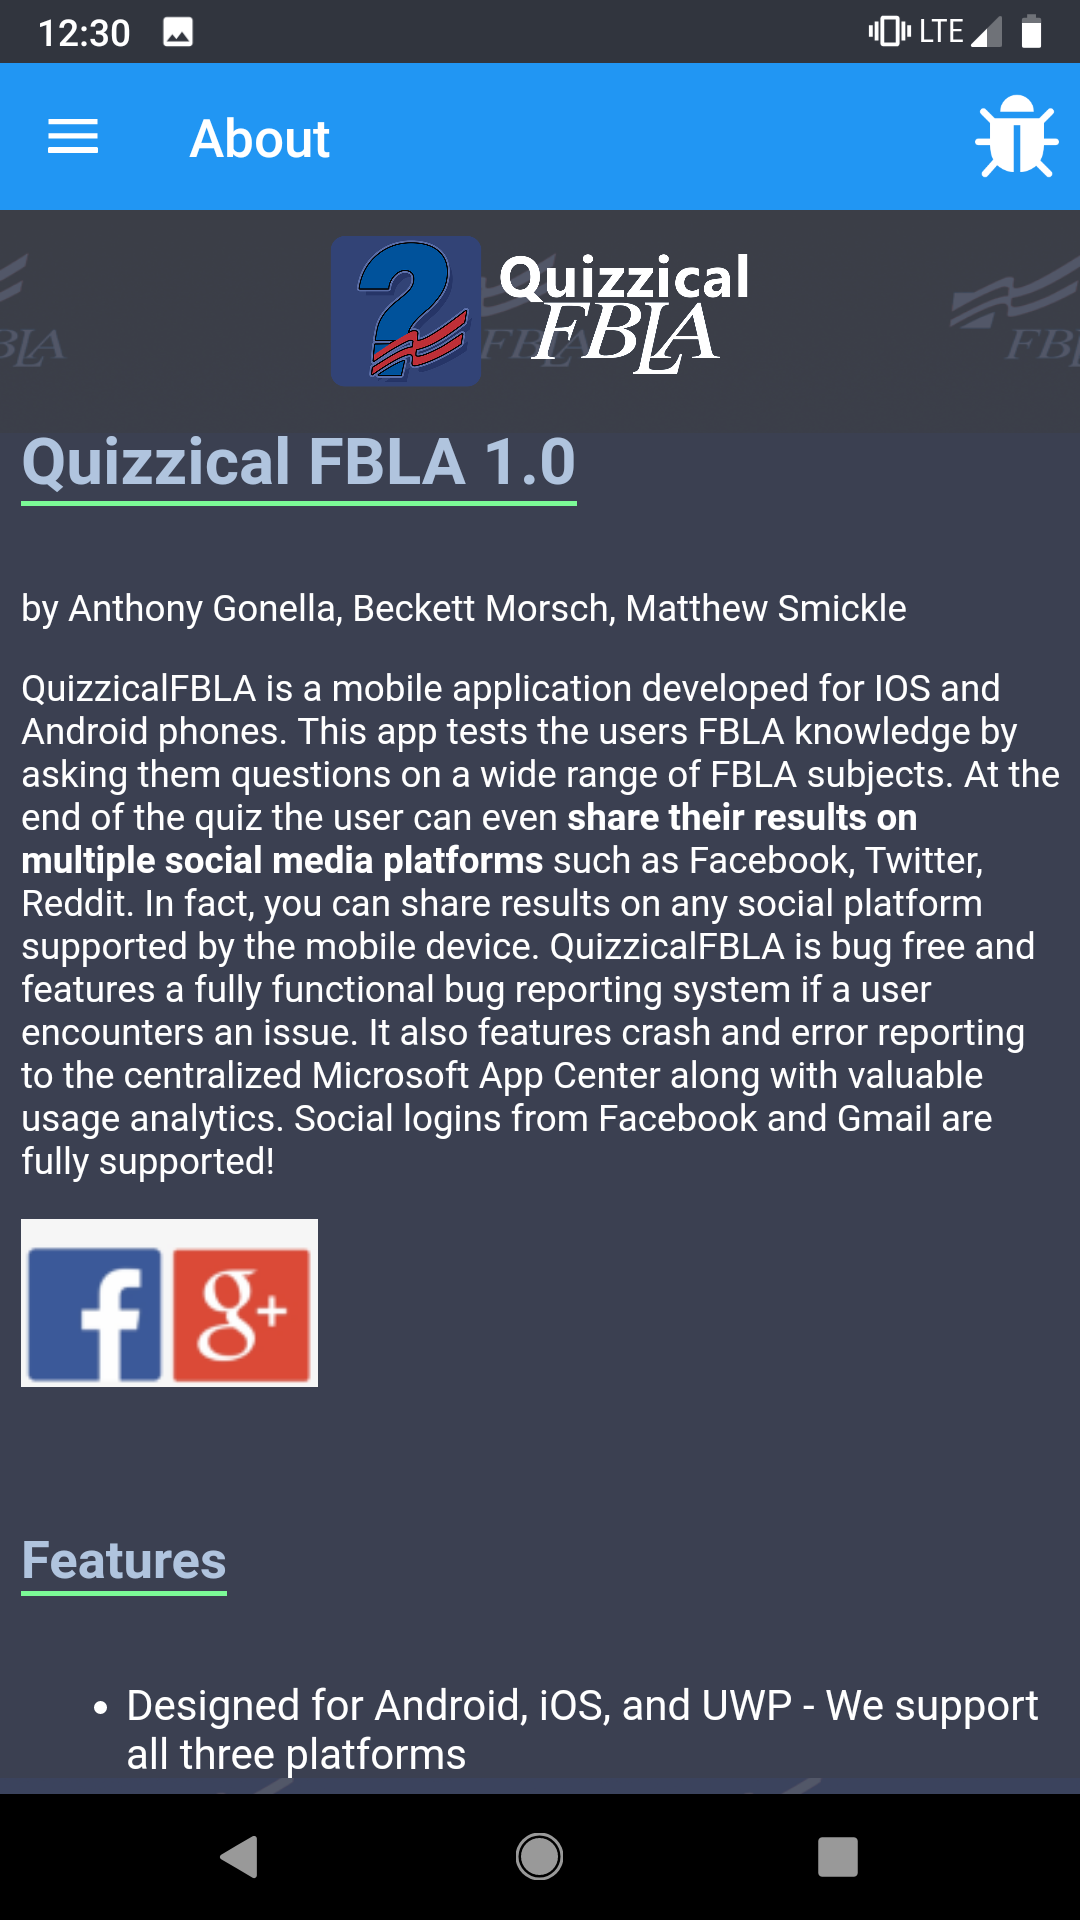 12:30 LTE
About
Quizzical
FBLA
FBLA
FBLA
FB
Quizzical FBLA 1.0
by Anthony Gonella, Beckett Morsch, Matthew Smickle
QuizzicalFBLA is a mobile application developed for IOS and
Android phones. This app tests the users FBLA knowledge by
asking them questions on a wide range of FBLA subjects. At the
end of the quiz the user can even share their results on
multiple social media platforms such as Facebook, Twitter,
Reddit. In fact, you can share results on any social platform
supported by the mobile device. QuizzicalFBLA is bug free and
features a fully functional bug reporting system if a user
encounters an issue. It also features crash and error reporting
to the centralized Microsoft App Center along with valuable
usage analytics. Social logins from Facebook and Gmail are
fully supported!
f g+
Features
• Designed for Android, iOS, and UWP - We support
all three platforms